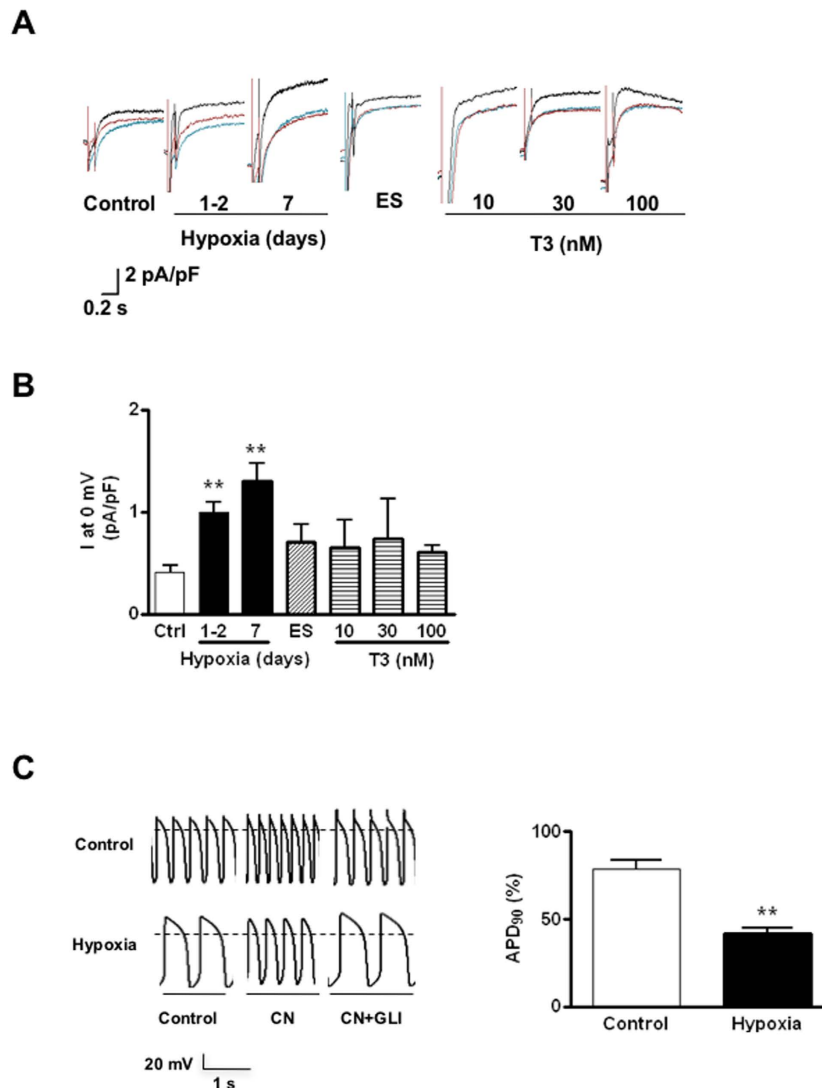 A
Control
1-2
7
ES
10
30
100
Hypoxia (days)
T3 (nM)
2 pA/pF
0.2 s
B
I at 0 mV
(pA/pF)
2
1
0
**
**
Ctrl
1-2
7
ES
10
30
100
Hypoxia (days)
T3 (nM)
C
Control
Hypoxia
Control
CN
CN+GLI
20 mV
1 s
APD90 (%)
100
50
0
**
Control
Hypoxia